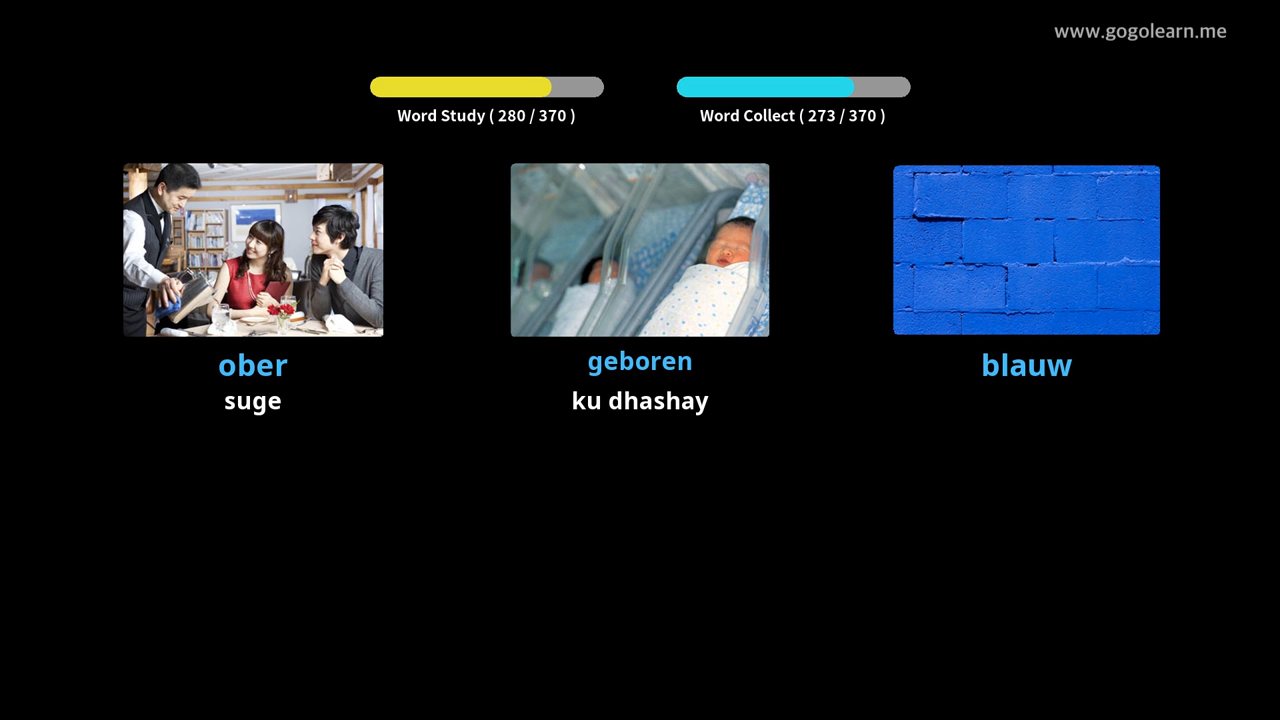 www.gogolearn.me
Word Study ( 280 / 370 )
Word Collect ( 273 / 370 )
ober
suge
geboren
ku dhashay
blauw